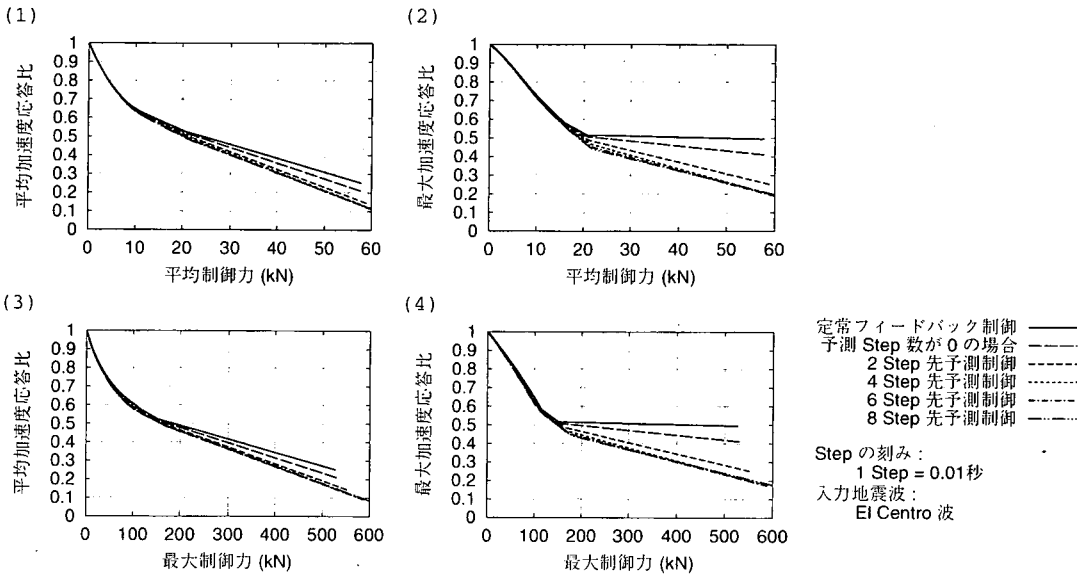 (1)
1
0.9
0.8
0.7
0.6
0.5
0.4
0.3
0.2
0.1
0
平均加速度応答比
0 10 20 30 40 50 60
平均制御力 (kN)
(2)
1
0.9
0.8
0.7
0.6
0.5
0.4
0.3
0.2
0.1
0
最大加速度応答比
0 10 20 30 40 50 60
平均制御力 (kN)
(3)
1
0.9
0.8
0.7
0.6
0.5
0.4
0.3
0.2
0.1
0
平均加速度応答比
0 100 200 300 400 500 600
最大制御力 (kN)
(4)
1
0.9
0.8
0.7
0.6
0.5
0.4
0.3
0.2
0.1
0
最大加速度応答比
0 100 200 300 400 500 600
最大制御力 (kN)
定常フィードバック制御
予測 Step 数が 0 の場合
2 Step 先予測制御
4 Step 先予測制御
6 Step 先予測制御
8 Step 先予測制御
Step の刻み :
1 Step = 0.01秒
入力地震波 :
El Centro 波